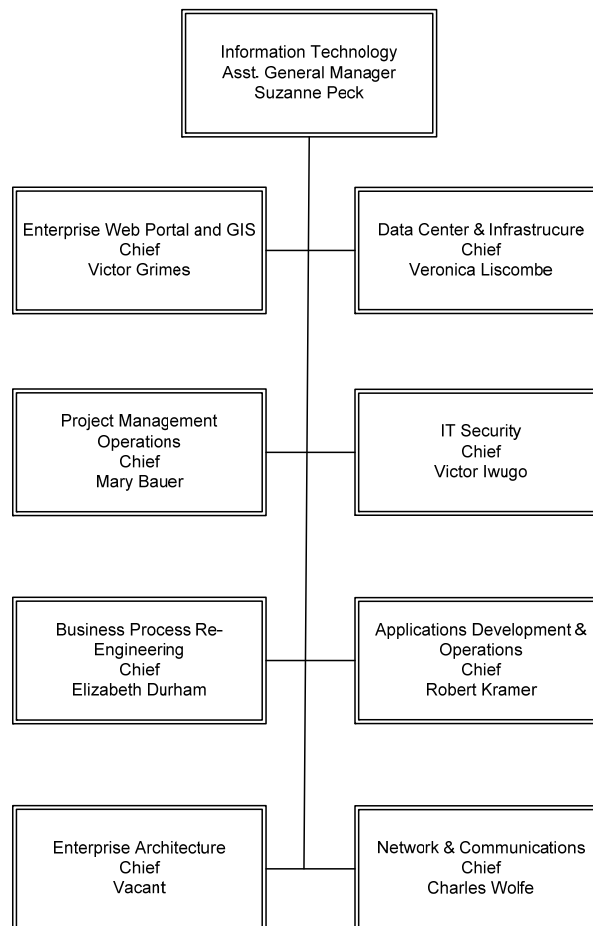 Information Technology
Asst. General Manager
Suzanne Peck
Enterprise Web Portal and GIS
Chief
Victor Grimes
Data Center & Infrastrucure
Chief
Veronica Liscombe
Project Management
Operations
Chief
Mary Bauer
IT Security
Chief
Victor Iwugo
Business Process Re-
Engineering
Chief
Elizabeth Durham
Applications Development &
Operations
Chief
Robert Kramer
Enterprise Architecture
Chief
Vacant
Network & Communications
Chief
Charles Wolfe